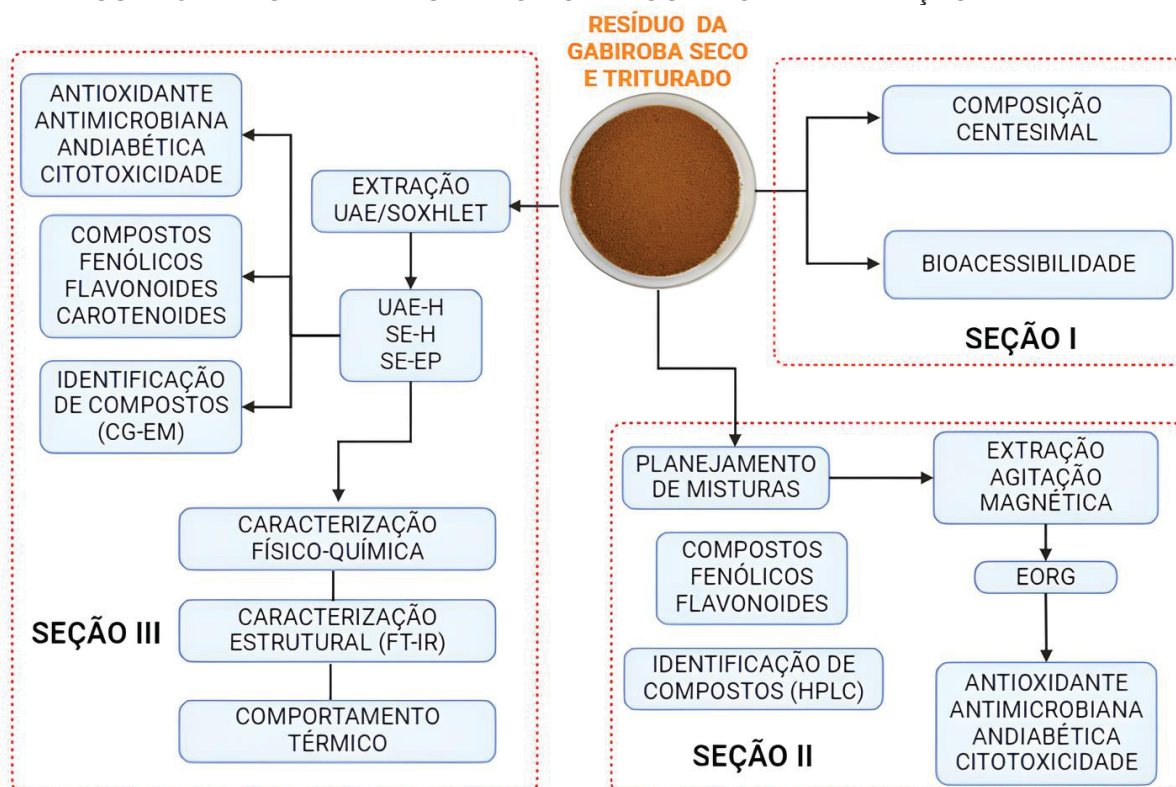 RESÍDUO DA
GABIROBA SECO
E TRITURADO
ANTIOXIDANTE
ANTIMICROBIANA
ANDIABÉTICA
CITOTOXICIDADE
COMPOSTOS
FENÓLICOS
FLAVONOIDES
CAROTENOIDES
IDENTIFICAÇÃO
DE COMPOSTOS
(CG-EM)
EXTRAÇÃO
UAE/SOXHLET
UAE-H
SE-H
SE-EP
CARACTERIZAÇÃO
FÍSICO-QUÍMICA
CARACTERIZAÇÃO
ESTRUTURAL (FT-IR)
COMPORTAMENTO
TÉRMICO
SEÇÃO III
COMPOSIÇÃO
CENTESIMAL
BIOACESSIBILIDADE
SEÇÃO I
PLANEJAMENTO
DE MISTURAS
EXTRAÇÃO
AGITAÇÃO
MAGNÉTICA
COMPOSTOS
FENÓLICOS
FLAVONOIDES
EORG
IDENTIFICAÇÃO DE
COMPOSTOS (HPLC)
ANTIOXIDANTE
ANTIMICROBIANA
ANDIABÉTICA
CITOTOXICIDADE
SEÇÃO II